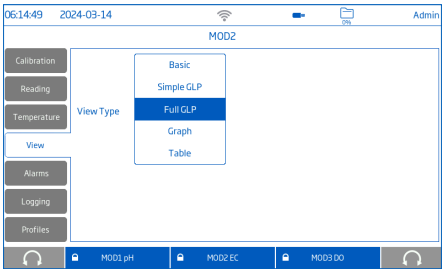 06:14:49 2024-03-14 0% Admin
MOD2
Calibration
Reading
Temperature
View
Alarms
Logging
Profiles
View Type
Basic
Simple GLP
Full GLP
Graph
Table
MOD1 pH MOD2 EC MOD3 DO